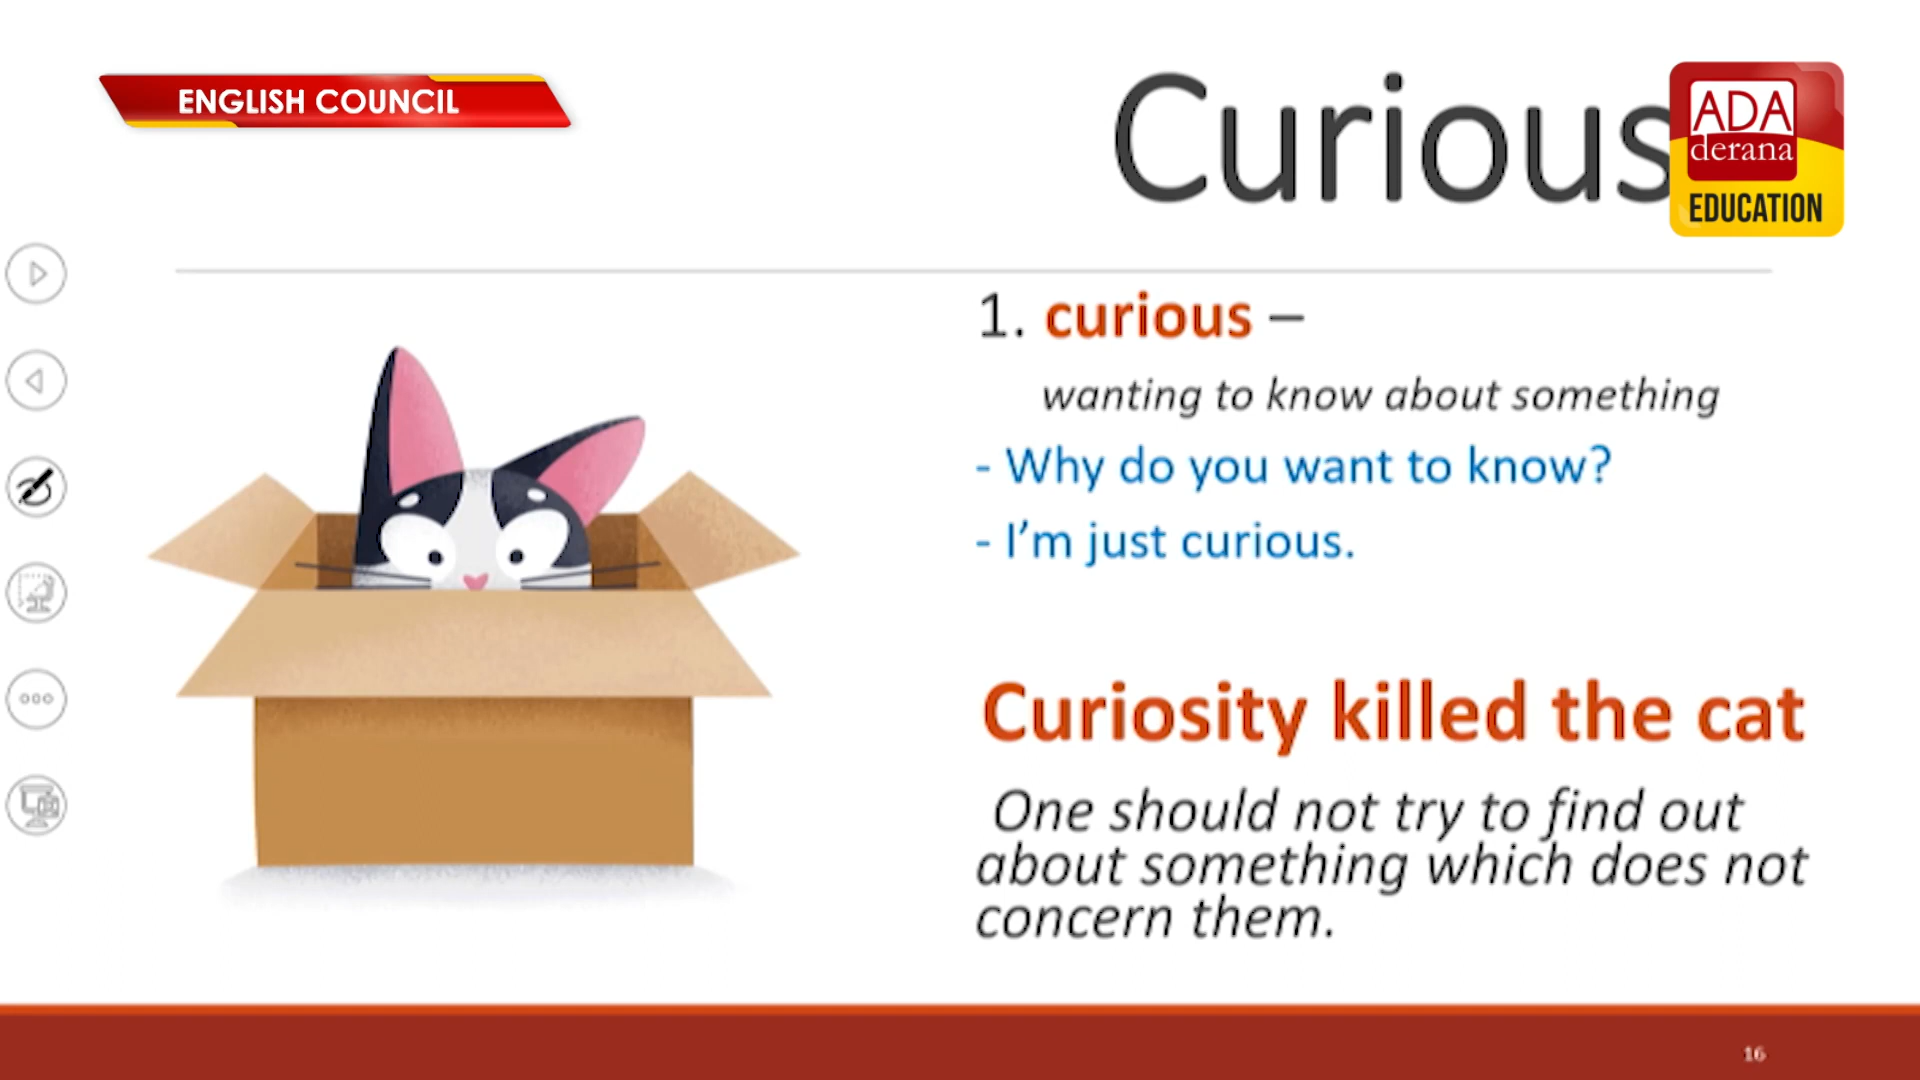 ENGLISH COUNCIL
Curious
ADA
derana
EDUCATION
1. curious –
wanting to know about something
- Why do you want to know?
- I’m just curious.
Curiosity killed the cat
One should not try to find out
about something which does not
concern them.
16